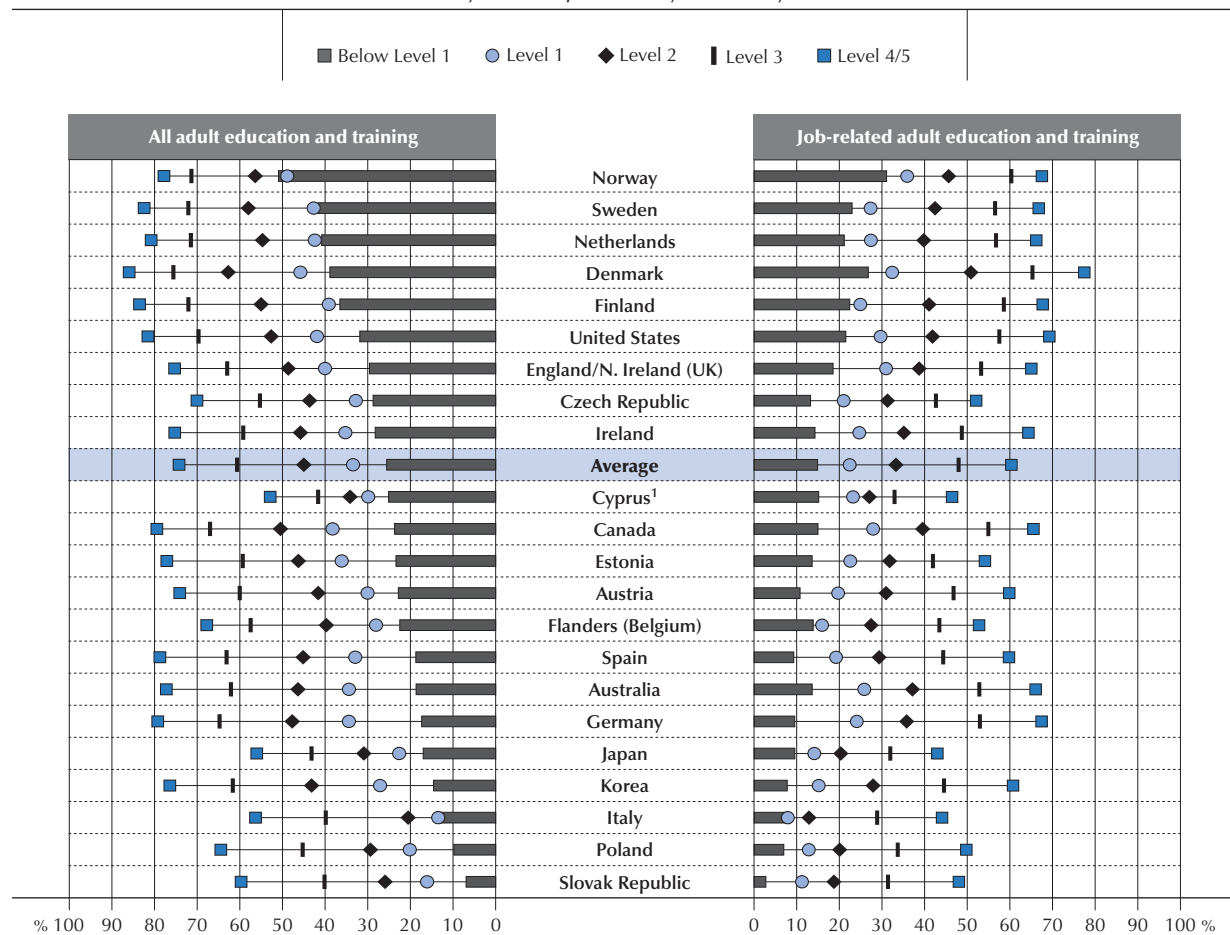 Below Level 1 Level 1 Level 2 Level 3 Level 4/5
All adult education and training Job-related adult education and training
Norway
Sweden
Netherlands
Denmark
Finland
United States
England/N. Ireland (UK)
Czech Republic
Ireland
Average
Cyprus¹
Canada
Estonia
Austria
Flanders (Belgium)
Spain
Australia
Germany
Japan
Korea
Italy
Poland
Slovak Republic
% 100 90 80 70 60 50 40 30 20 10 0 0 10 20 30 40 50 60 70 80 90 100 %